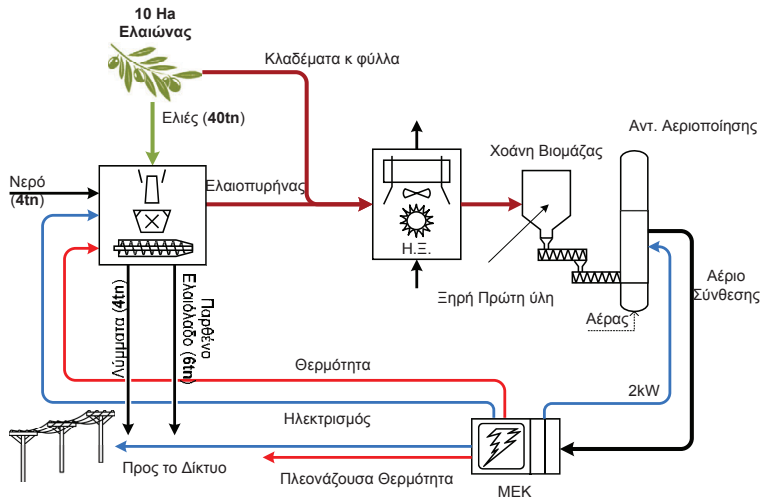 10 Ha
Ελαιώνας
Κλαδέματα κ φύλλα
Ελιές (40tn)
Αντ. Αεριοποίησης
Χοάνη Βιομάζας
Νερό
(4tn)
Ελαιοπυρήνας
Η.Ξ.
Ξηρή Πρώτη ύλη
Αέρας
Αέριο
Σύνθεσης
Λύμματα (4tn)
Παρθένο
Ελαιόλαδο (6tn)
Θερμότητα
2kW
Ηλεκτρισμός
Προς το Δίκτυο
Πλεονάζουσα Θερμότητα
ΜΕΚ